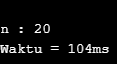 n : 20
Waktu = 104ms